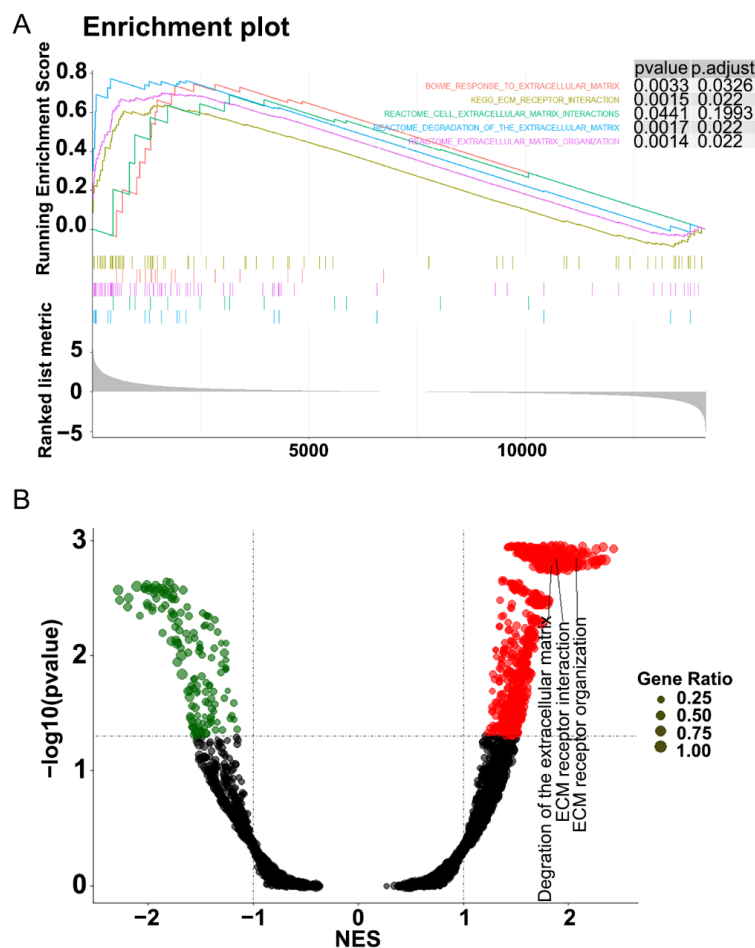 A
Enrichment plot
pvalue p.adjust
0.0033 0.0326
0.0015 0.022
0.0441 0.1993
0.0017 0.022
0.0014 0.022
BOWIE_RESPONSE_TO_EXTRACELLULAR_MATRIX
KEGG_ECM_RECEPTOR_INTERACTION
REACTOME_CELL_EXTRACELLULAR_MATRIX_INTERACTIONS
REACTOME_DEGRADATION_OF_THE_EXTRACELLULAR_MATRIX
REACTOME_EXTRACELLULAR_MATRIX_ORGANIZATION
Running Enrichment Score
0.8
0.6
0.4
0.2
0.0
Ranked list metric
5
0
−5
5000 10000
B
−log10(pvalue)
3
2
1
0
Degration of the extracellular matrix
ECM receptor interaction
ECM receptor organization
Gene Ratio
0.25
0.50
0.75
1.00
−2 −1 0 1 2
NES